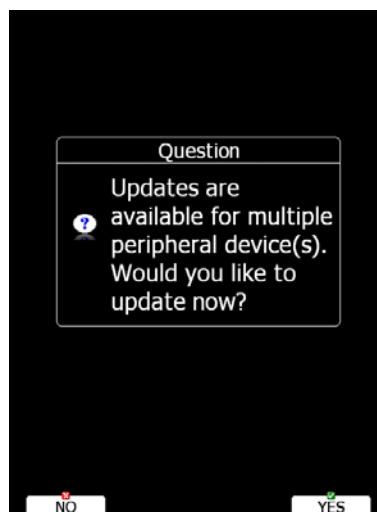 Question
Updates are
available for multiple
peripheral device(s).
Would you like to
update now?
NO
YES